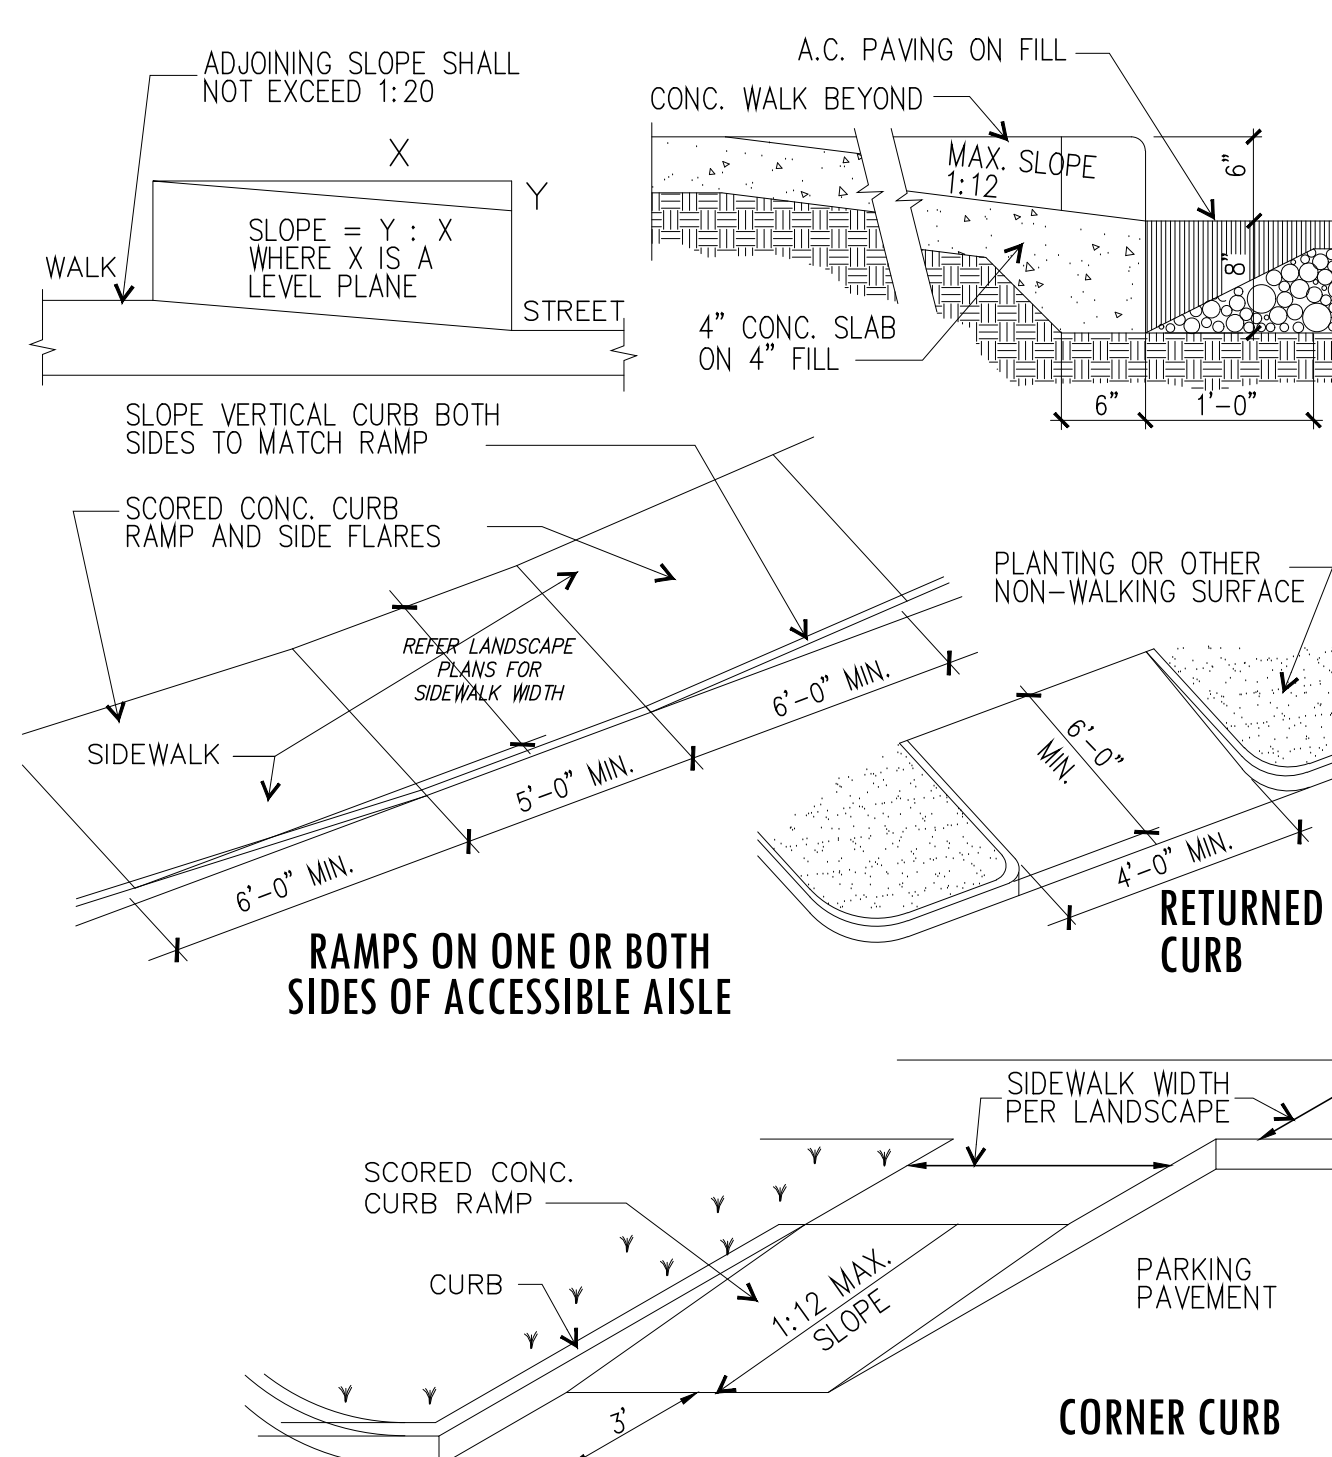 ADJOINING SLOPE SHALL
NOT EXCEED 1:20
X
Y
SLOPE = Y : X
WHERE X IS A
LEVEL PLANE
WALK
STREET
A.C. PAVING ON FILL
CONC. WALK BEYOND
MAX. SLOPE
1:12
6"
8"
4" CONC. SLAB
ON 4" FILL
6"
1'-0"
SLOPE VERTICAL CURB BOTH
SIDES TO MATCH RAMP
SCORED CONC. CURB
RAMP AND SIDE FLARES
REFER LANDSCAPE
PLANS FOR
SIDEWALK WIDTH
SIDEWALK
6'-0" MIN.
5'-0" MIN.
6'-0" MIN.
RAMPS ON ONE OR BOTH
SIDES OF ACCESSIBLE AISLE
PLANTING OR OTHER
NON-WALKING SURFACE
6'-0"
MIN.
4'-0" MIN.
RETURNED
CURB
SIDEWALK WIDTH
PER LANDSCAPE
SCORED CONC.
CURB RAMP
CURB
1:12 MAX.
SLOPE
3'
PARKING
PAVEMENT
CORNER CURB